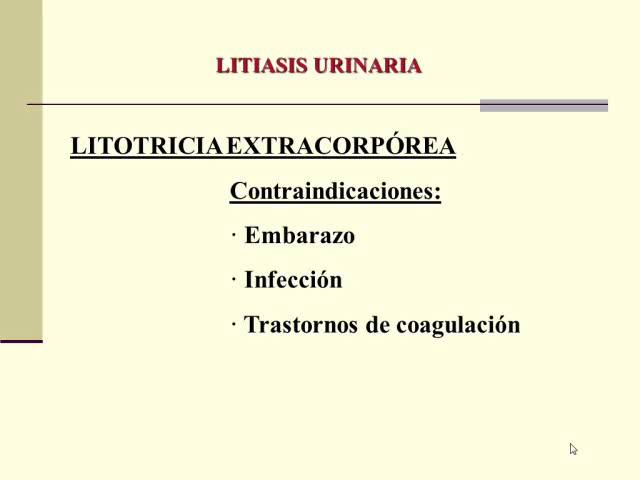 LITIASIS URINARIA
LITOTRICIA EXTRACORPÓREA
Contraindicaciones:
· Embarazo
· Infección
· Trastornos de coagulación